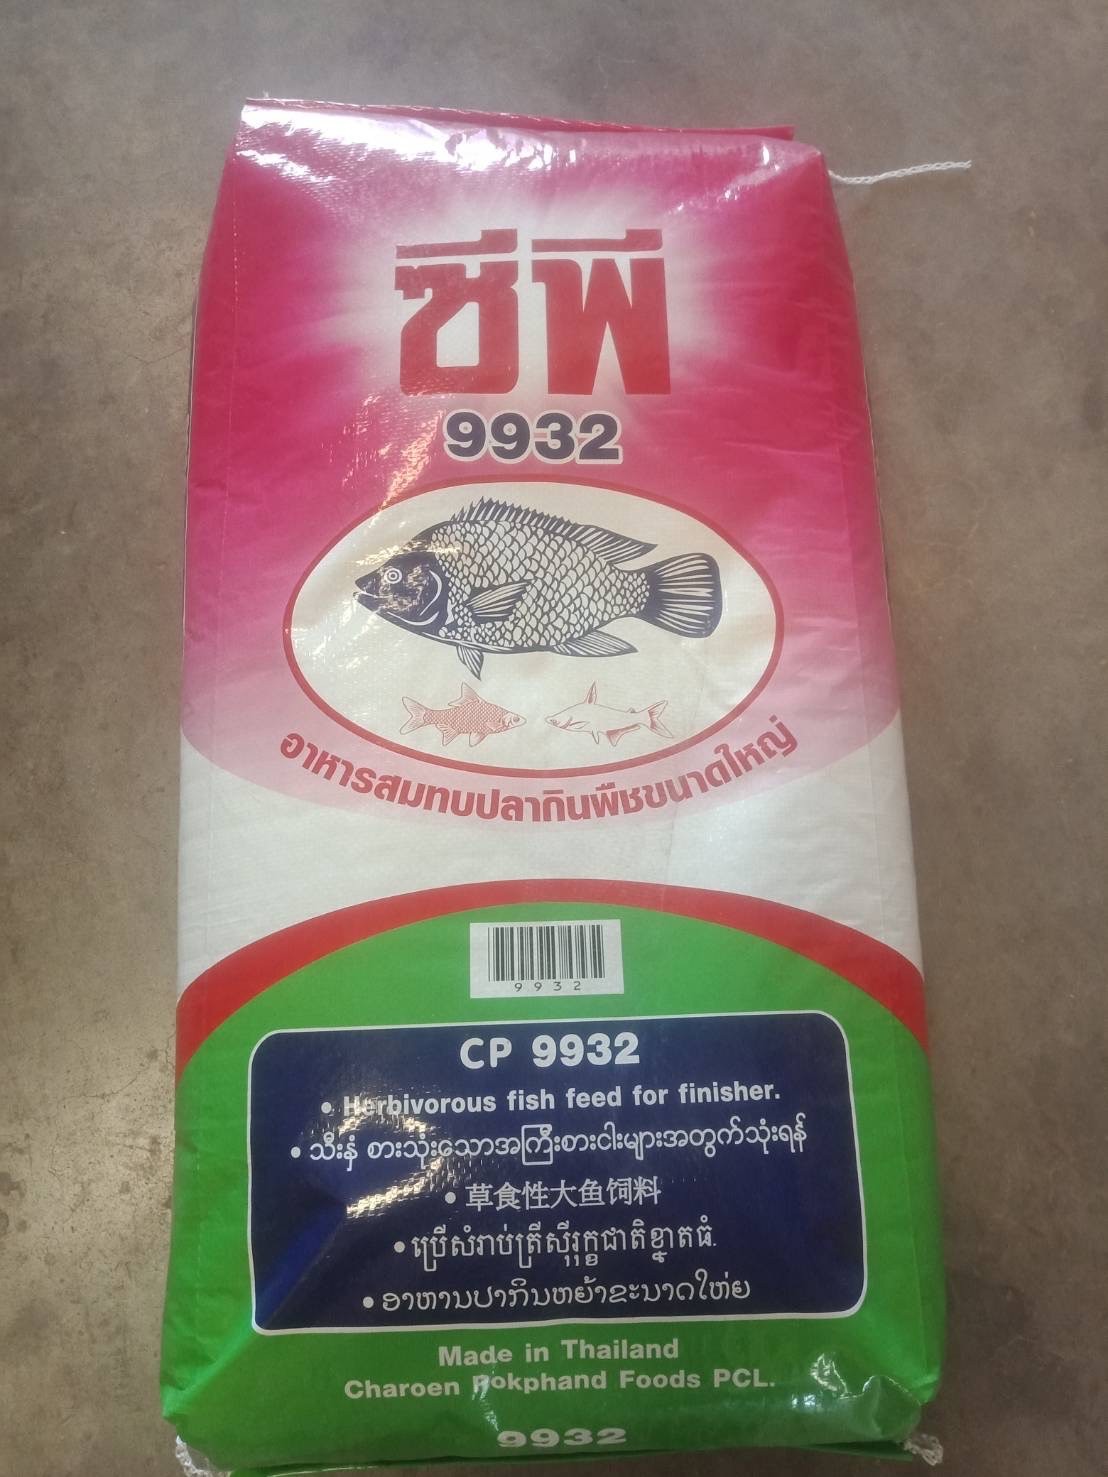 ซีพี
9932
อาหารสมทบปลากินพืชขนาดใหญ่
9932
CP 9932
• Herbivorous fish feed for finisher.
• သီးနှံ စားသုံးသောအကြီးစားငါးများအတွက်သုံးရန်
• 草食性大鱼饲料
• ប្រើសំរាប់ត្រីស៊ីរុក្ខជាតិខ្នាតធំ.
• ອາຫານປາກິນຫຍ້າຂະນາດໃຫ່ຍ
Made in Thailand
Charoen Pokphand Foods PCL.
9932